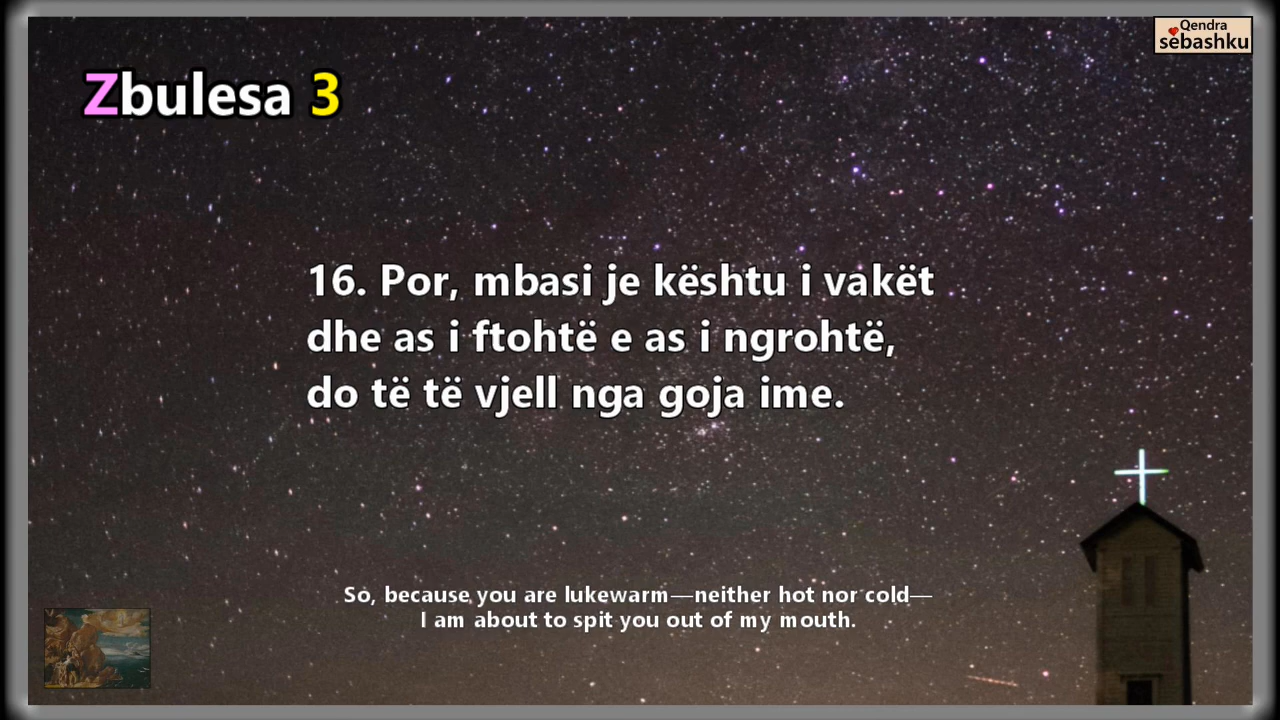 Qendra
sebashku
Zbulesa 3
16. Por, mbasi je kështu i vakët
dhe as i ftohtë e as i ngrohtë,
do të të vjell nga goja ime.
So, because you are lukewarm—neither hot nor cold—
I am about to spit you out of my mouth.